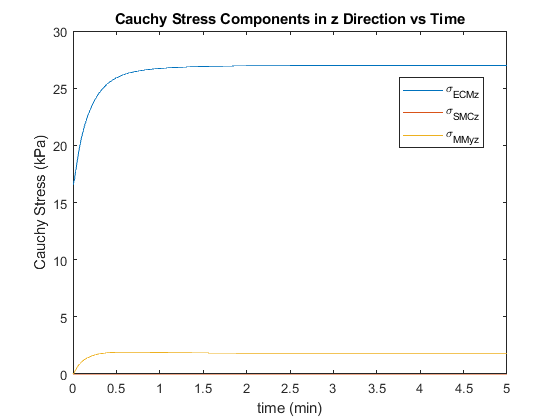 Cauchy Stress Components in z Direction vs Time
30
25
20
15
10
5
0
Cauchy Stress (kPa)
σECMz
σSMCz
σMMyz
0 0.5 1 1.5 2 2.5 3 3.5 4 4.5 5
time (min)